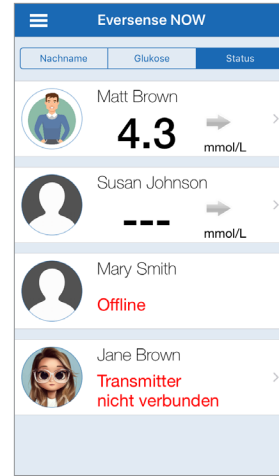 Eversense NOW
Nachname Glukose Status
Matt Brown
4.3
mmol/L
Susan Johnson
---
mmol/L
Mary Smith
Offline
Jane Brown
Transmitter
nicht verbunden